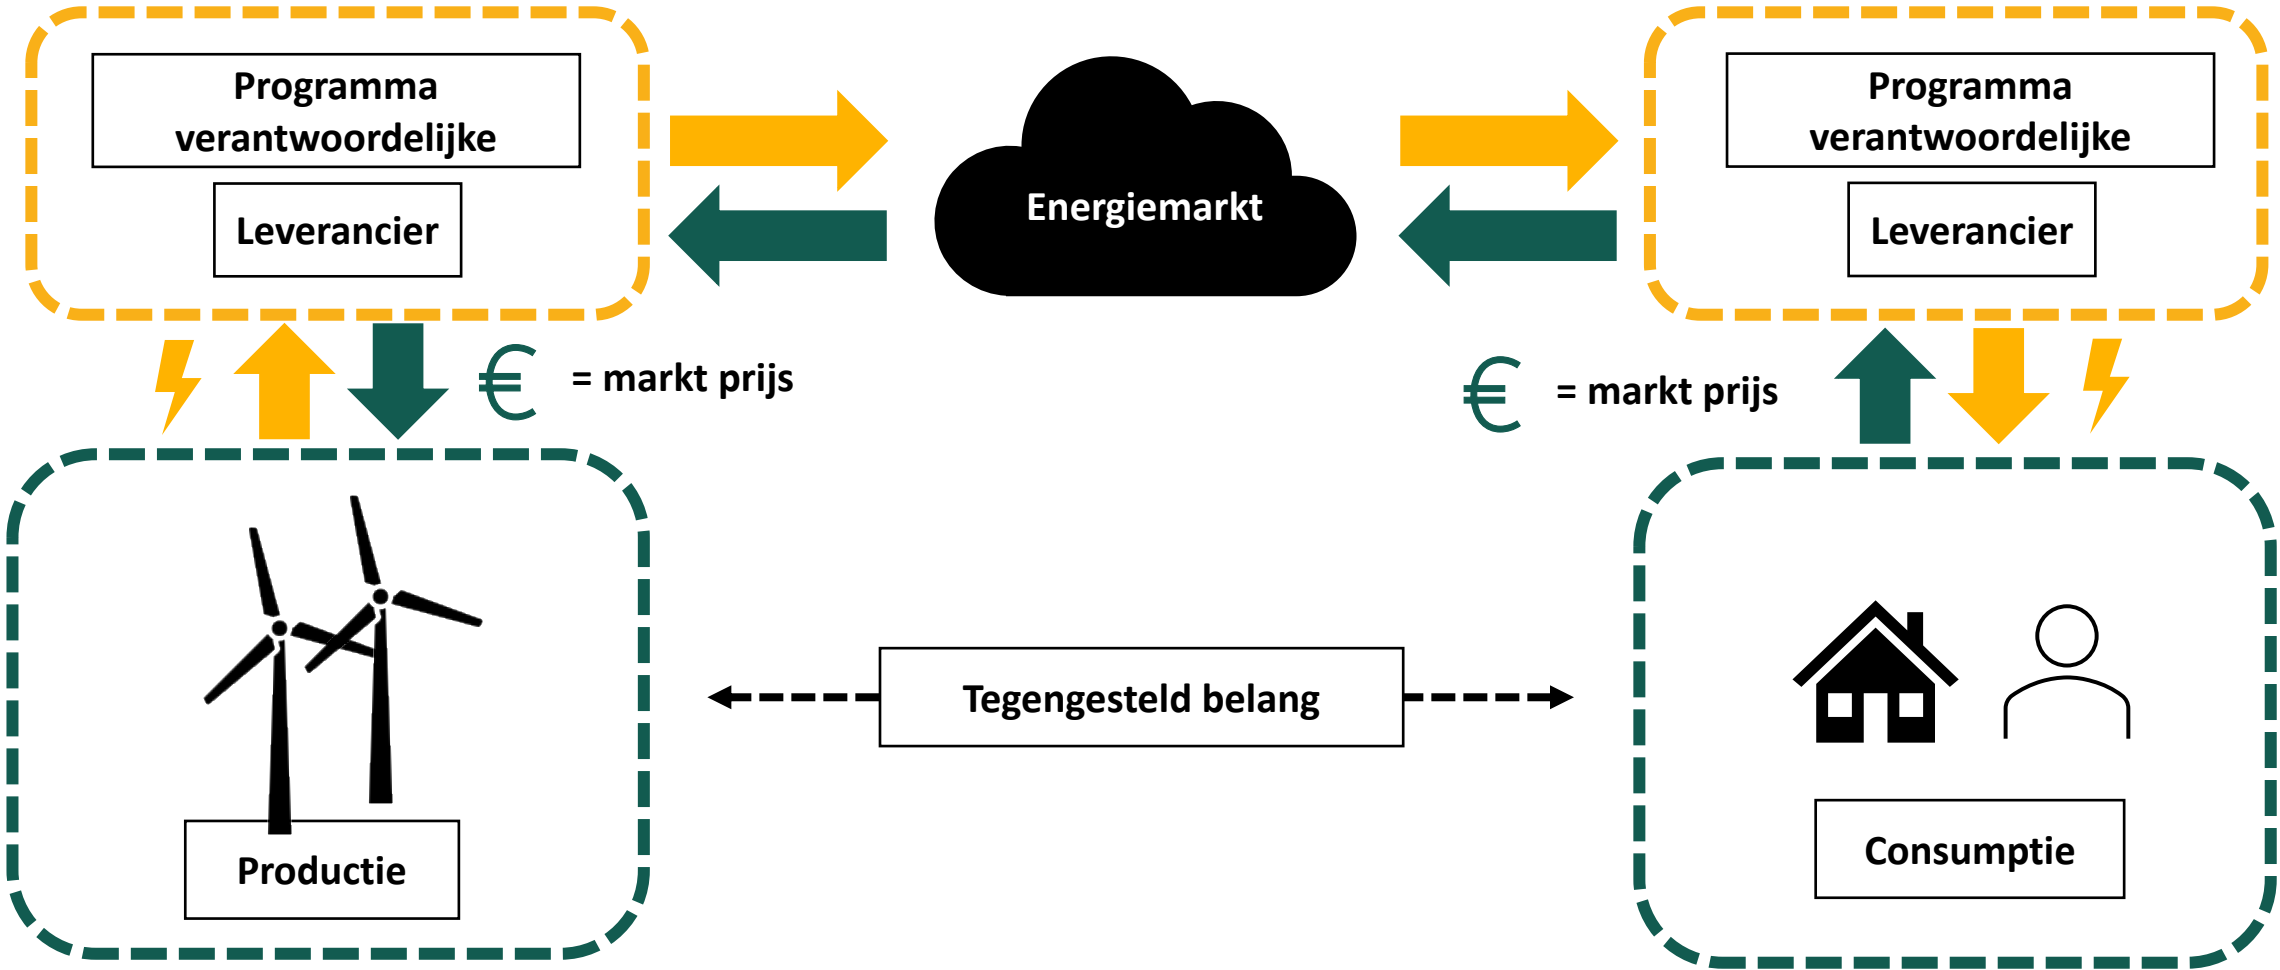 Programma
verantwoordelijke
Leverancier
Energiemarkt
Programma
verantwoordelijke
Leverancier
€ = markt prijs
€ = markt prijs
Tegengesteld belang
Productie
Consumptie